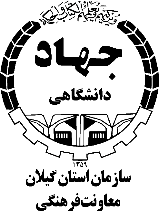 جهاد
دانشگاهی
۱۳۵۹
سازمان استان گیلان
معاونت فرهنگی